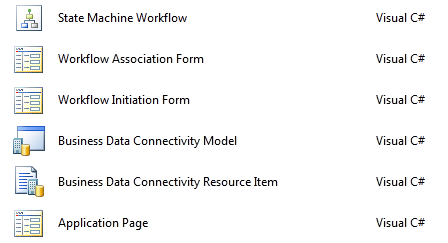 State Machine Workflow Visual C#
Workflow Association Form Visual C#
Workflow Initiation Form Visual C#
Business Data Connectivity Model Visual C#
Business Data Connectivity Resource Item Visual C#
Application Page Visual C#